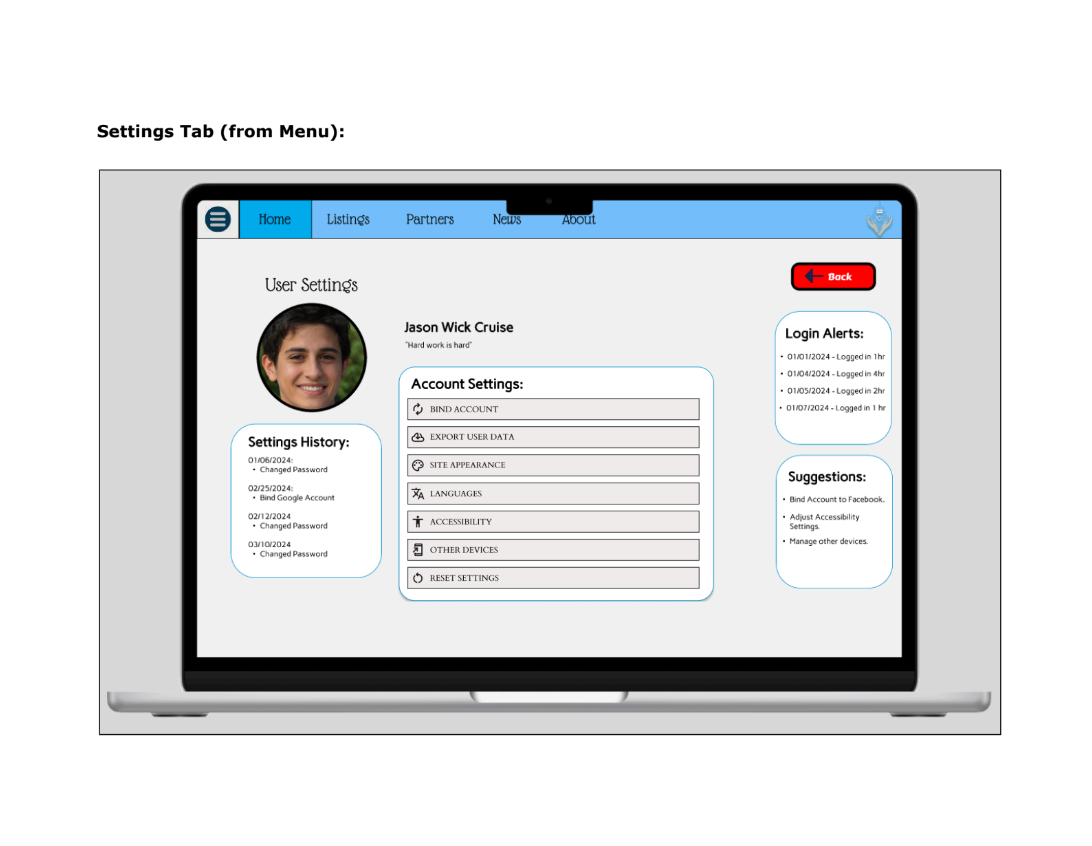 Settings Tab (from Menu):
Home Listings Partners News About
Back
User Settings
Jason Wick Cruise
"Hard work is hard"
Settings History:
01/06/2024:
• Changed Password
02/25/2024:
• Bind Google Account
02/12/2024
• Changed Password
03/10/2024
• Changed Password
Account Settings:
BIND ACCOUNT
EXPORT USER DATA
SITE APPEARANCE
LANGUAGES
ACCESSIBILITY
OTHER DEVICES
RESET SETTINGS
Login Alerts:
• 01/01/2024 - Logged in 1hr
• 01/04/2024 - Logged in 4hr
• 01/05/2024 - Logged in 2hr
• 01/07/2024 - Logged in 1 hr
Suggestions:
• Bind Account to Facebook.
• Adjust Accessibility
Settings.
• Manage other devices.